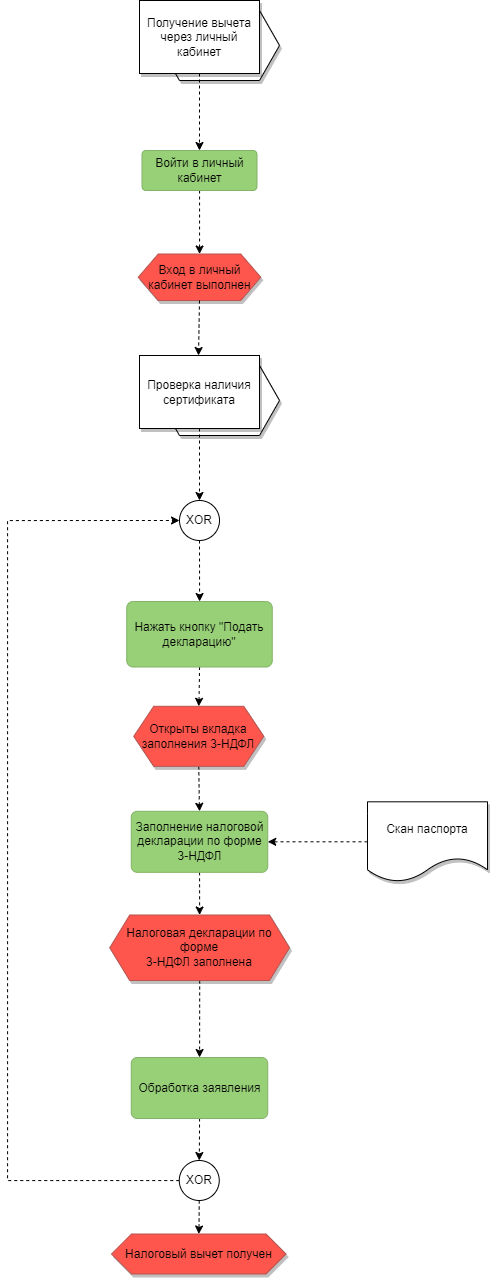 Получение вычета
через личный
кабинет
Войти в личный
кабинет
Вход в личный
кабинет выполнен
Проверка наличия
сертификата
XOR
Нажать кнопку "Подать
декларацию"
Открыты вкладка
заполнения 3-НДФЛ
Заполнение налоговой
декларации по форме
3-НДФЛ
Скан паспорта
Налоговая декларации по
форме
3-НДФЛ заполнена
Обработка заявления
XOR
Налоговый вычет получен